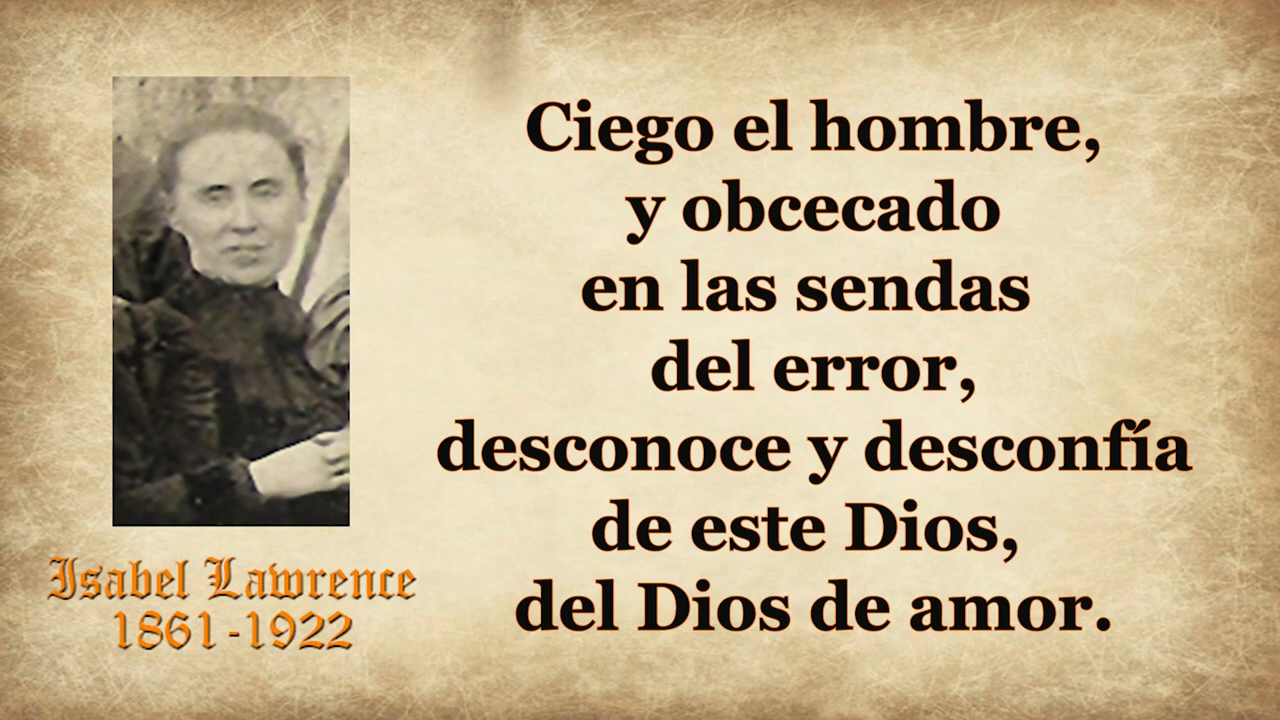 Ciego el hombre,
y obcecado
en las sendas
del error,
desconoce y desconfía
de este Dios,
del Dios de amor.
Isabel Lawrence
1861-1922